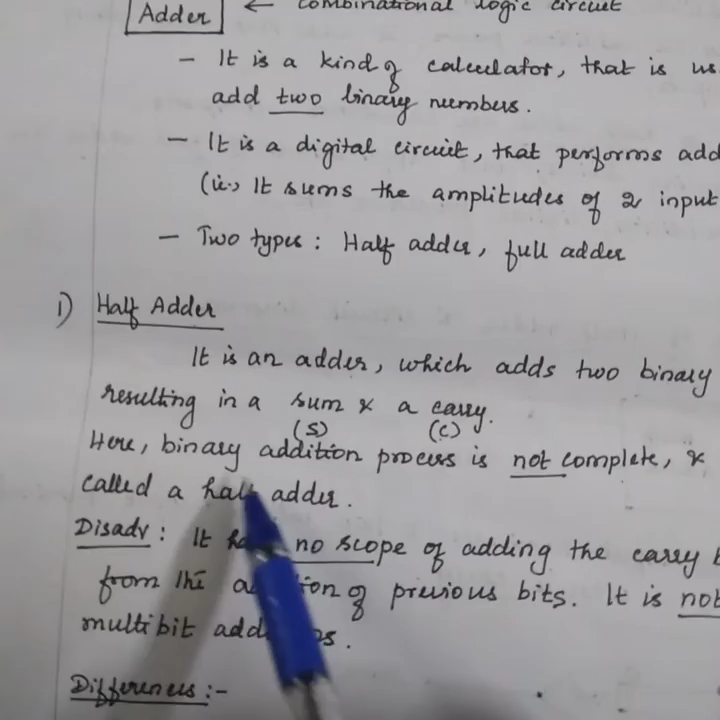 Adder ← combinational logic circuit
- It is a kind of calculator, that is us
add two binary numbers.
- It is a digital circuit, that performs add
(i.e., It sums the amplitudes of 2 input
- Two types : Half adder, full adder
1) Half Adder
It is an adder, which adds two binary
resulting in a sum & a carry.
(S) (C)
Here, binary addition process is not complete, &
called a half adder.
Disadv : It has no scope of adding the carry
from the addition of previous bits. It is not
multibit
Differences :-